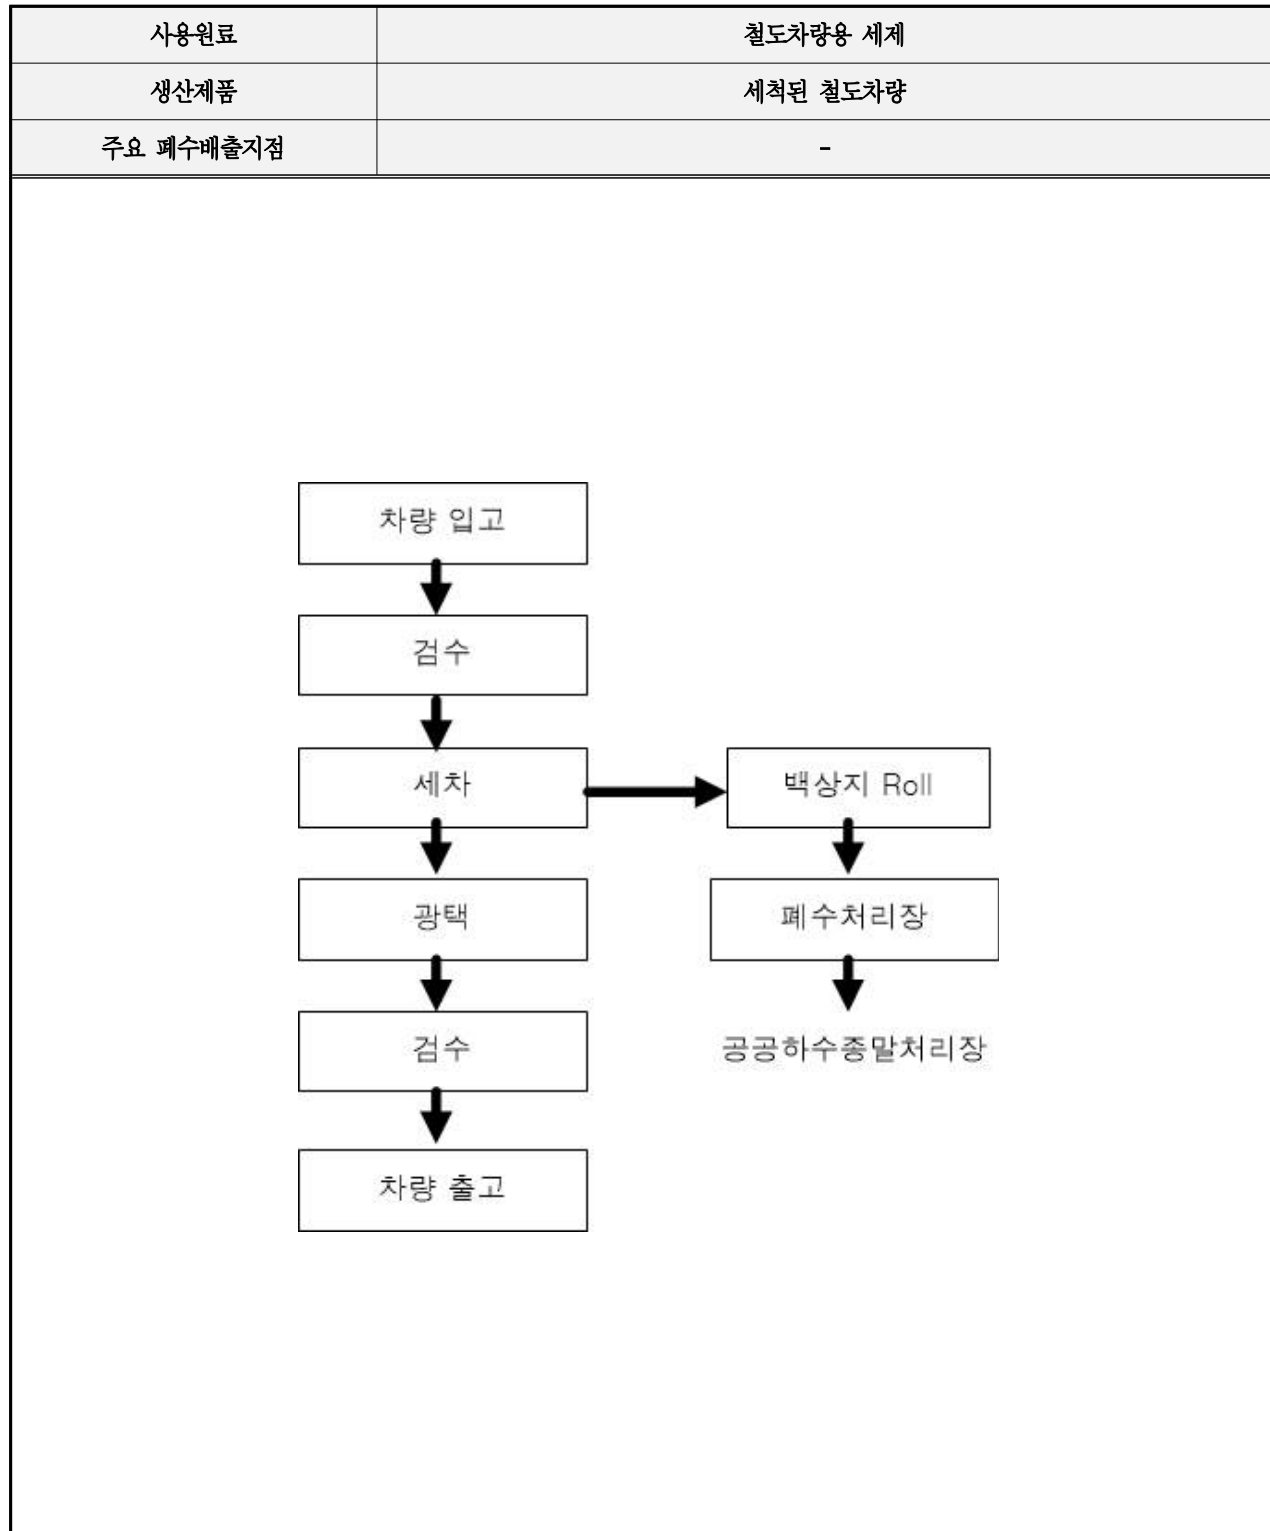 사용원료 철도차량용 세제
생산제품 세척된 철도차량
주요 폐수배출지점 -
차량 입고
검수
세차 백상지 Roll
광택 폐수처리장
검수 공공하수종말처리장
차량 출고